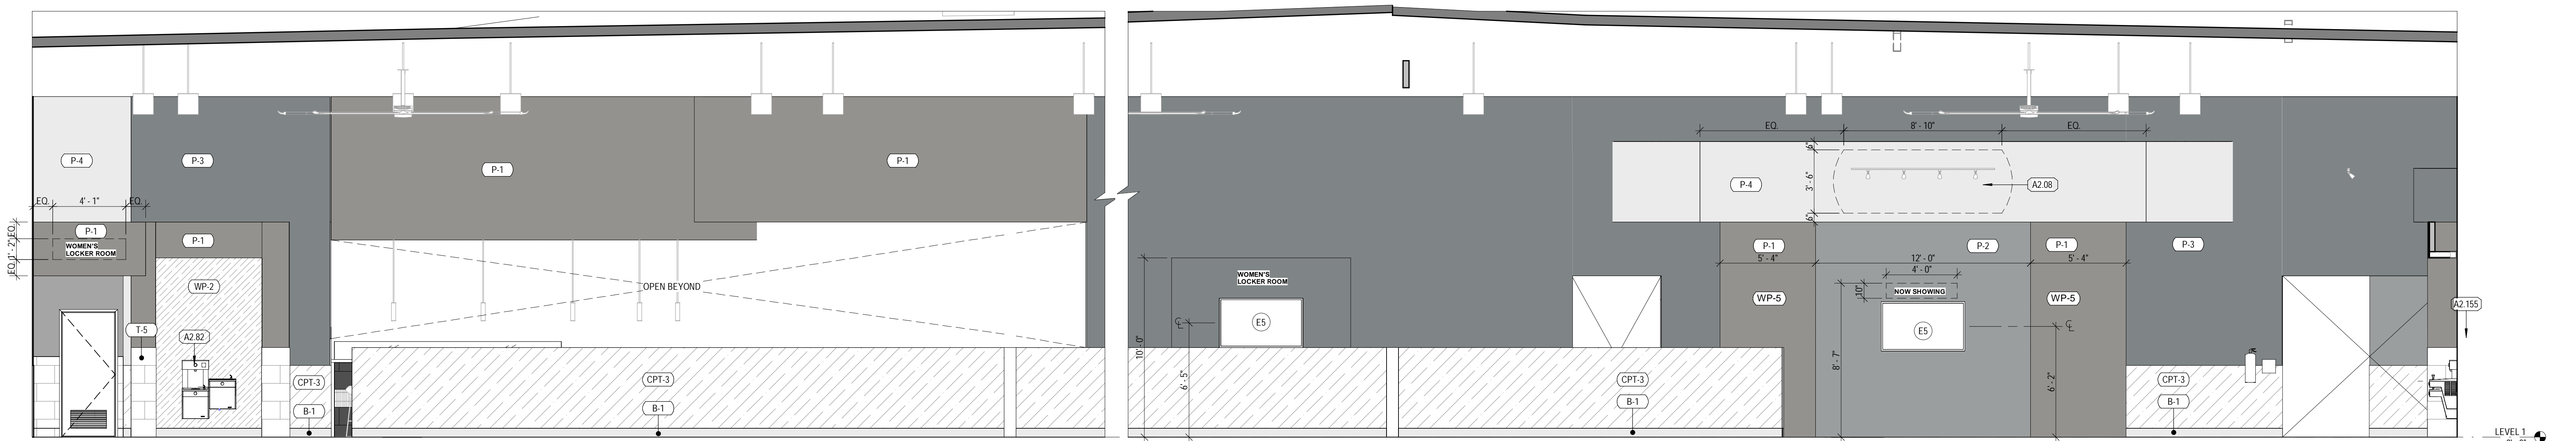 EQ.
8' - 10"
EQ.
P-4
P-3
P-1
P-1
6"
3' - 6"
6"
P-4
A2.08
EQ.
4' - 1"
EQ.
EQ.
1' - 2"
EQ.
P-1
WOMEN'S
LOCKER ROOM
P-1
P-1
P-2
P-1
P-3
5' - 4"
12' - 0"
5' - 4"
4' - 0"
WOMEN'S
LOCKER ROOM
WP-2
OPEN BEYOND
10"
NOW SHOWING
WP-5
WP-5
A2.155
T-5
A2.82
E5
E5
10' - 0"
6' - 5"
8' - 7"
6' - 2"
CPT-3
CPT-3
CPT-3
CPT-3
B-1
B-1
B-1
B-1
LEVEL 1